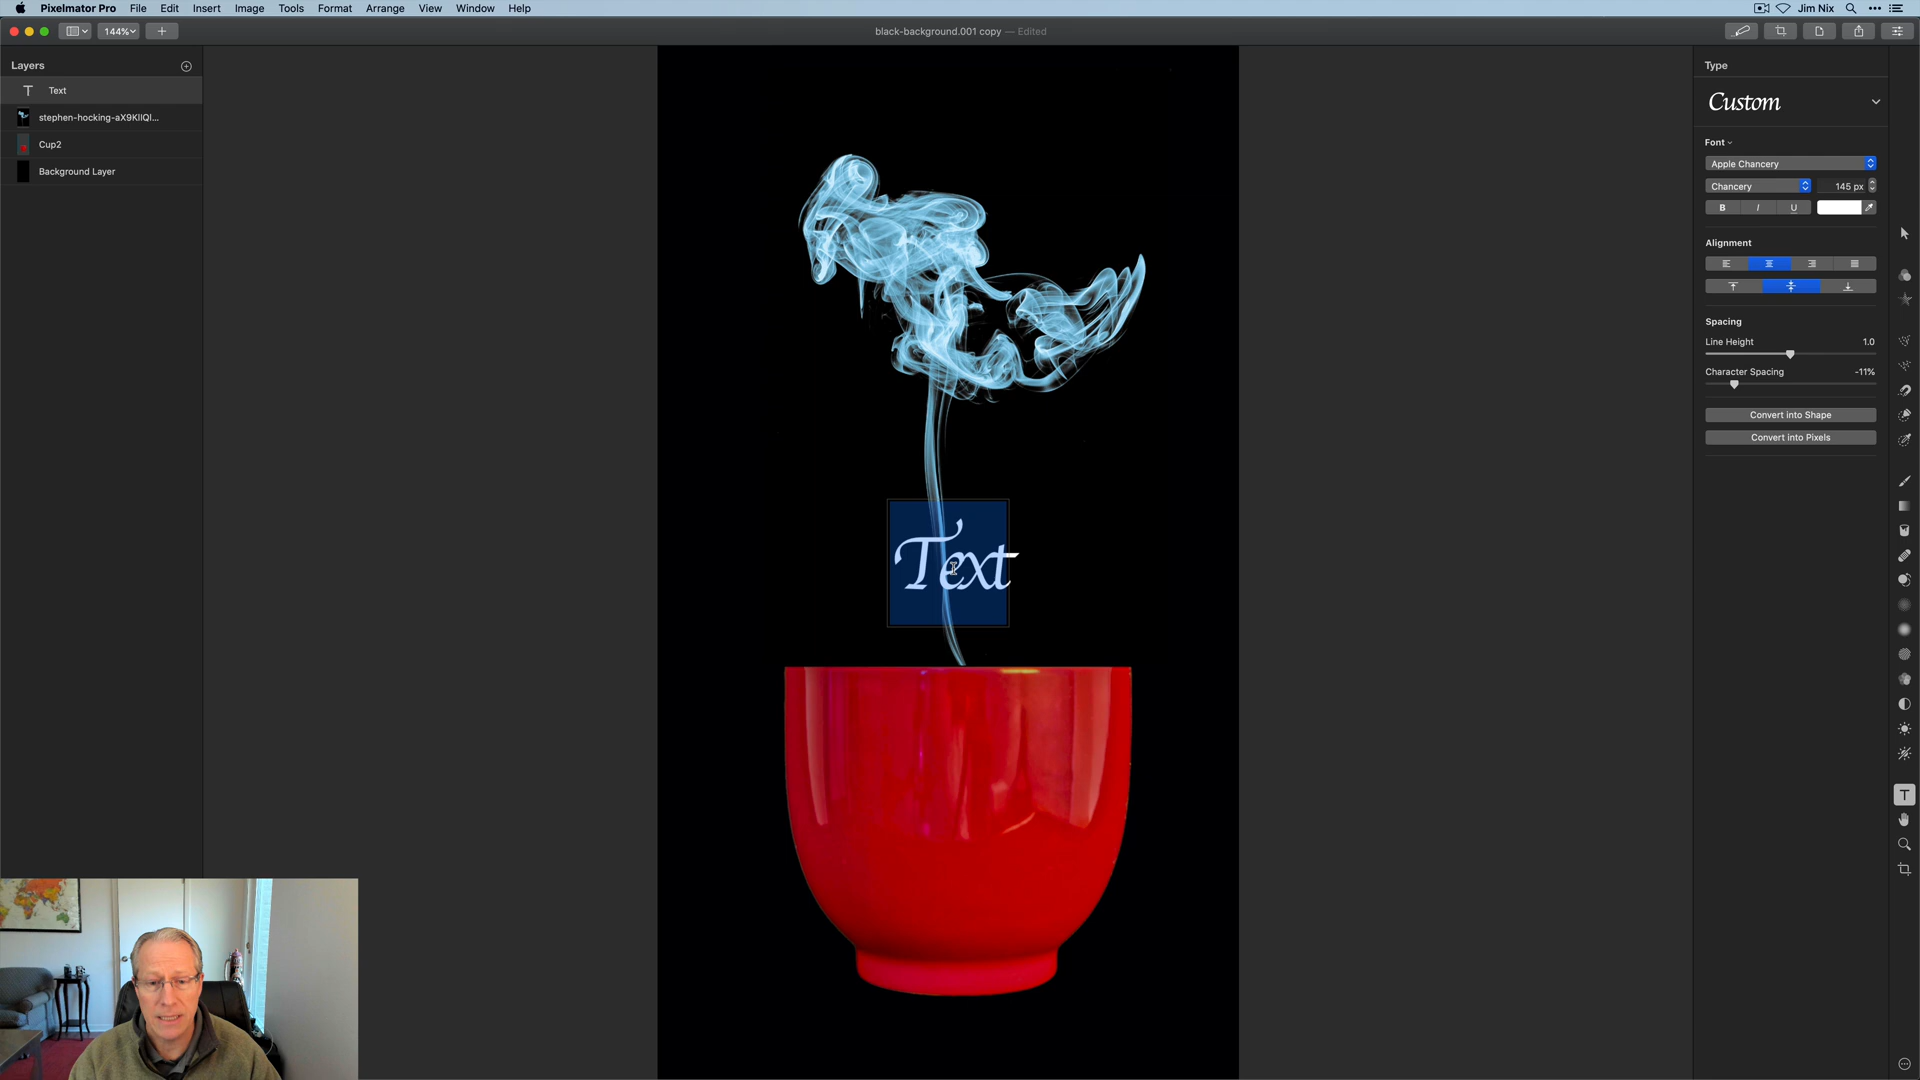 Pixelmator Pro File Edit Insert Image Tools Format Arrange View Window Help Jim Nix
144% black-background.001 copy — Edited
Layers
Text
stephen-hocking-aX9KIlQI...
Cup2
Background Layer
Text
Type
Custom
Font
Apple Chancery
Chancery 145 px
B I U
Alignment
Spacing
Line Height 1.0
Character Spacing -11%
Convert into Shape
Convert into Pixels
T